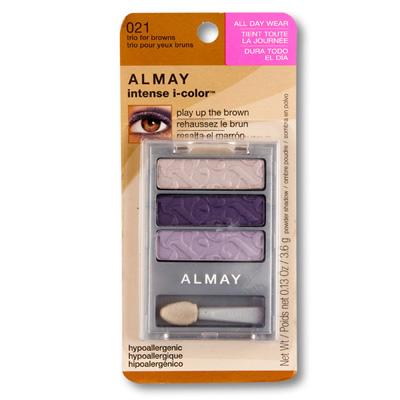 021
trio for browns
trio pour yeux bruns
ALL DAY WEAR
TIENT TOUTE
LA JOURNÉE
DURA TODO
EL DÍA
ALMAY
intense i-color™
play up the brown
rehaussez le brun
resalta el marrón
powder shadow / ombre poudre / sombra en polvo
Net Wt / Poids net 0.13 Oz / 3.6 g
ALMAY
hypoallergenic
hypoallergique
hipoalergénico